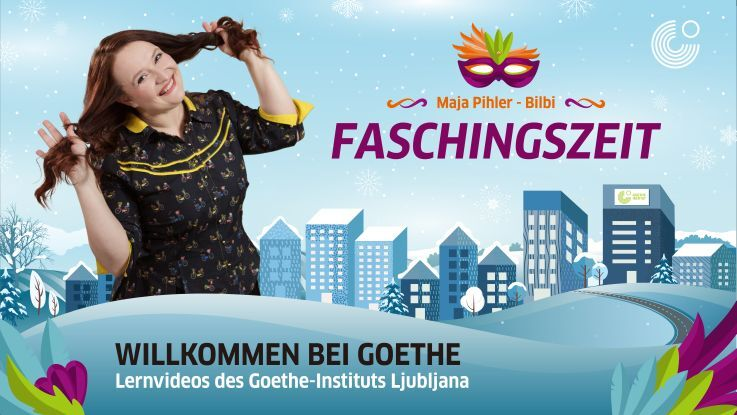 Maja Pihler - Bilbi
FASCHINGSZEIT
WILLKOMMEN BEI GOETHE
Lernvideos des Goethe-Instituts Ljubljana